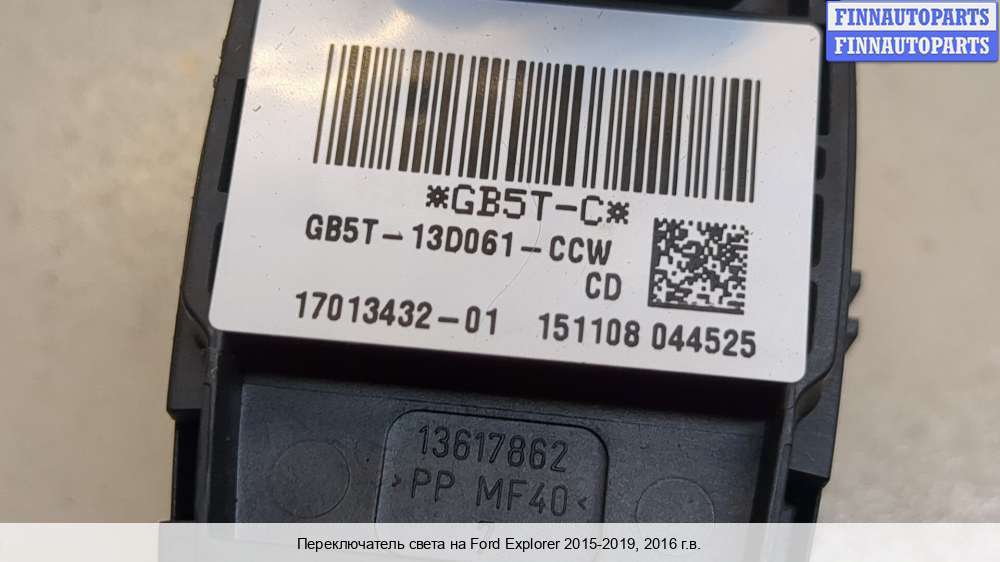 FINNAUTOPARTS
FINNAUTOPARTS
*GB5T-C*
GB5T-13D061-CCW
CD
17013432-01 151108 044525
13617862
>PP MF40<
Переключатель света на Ford Explorer 2015-2019, 2016 г.в.